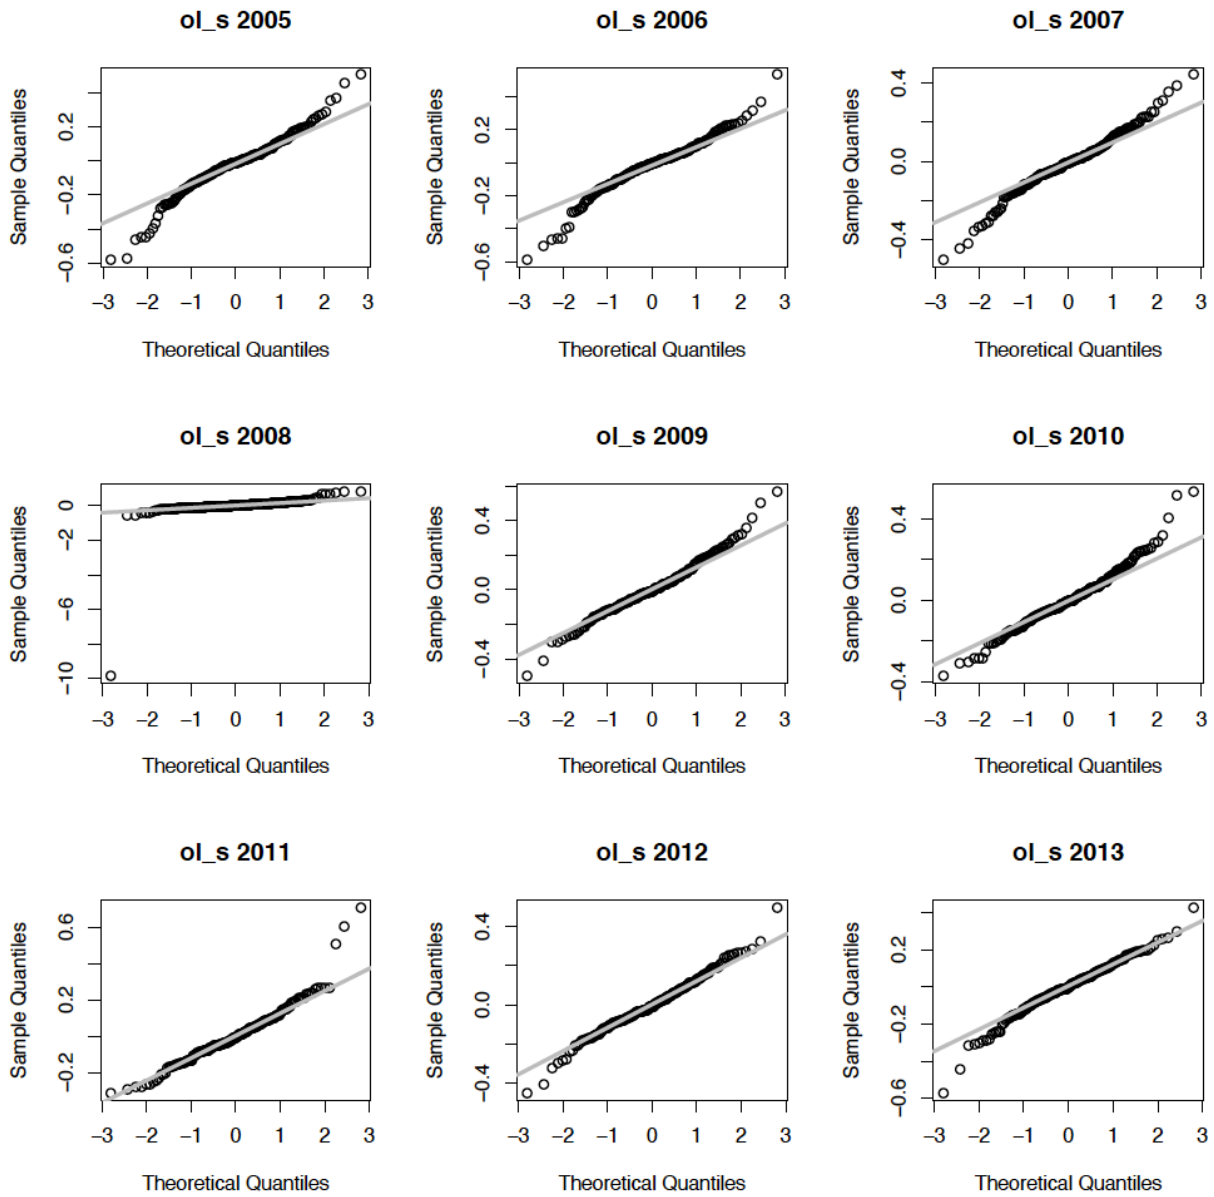 ol_s 2005
ol_s 2006
ol_s 2007
Sample Quantiles
0.2
−0.2
−0.6
−3 −2 −1 0 1 2 3
Theoretical Quantiles
Sample Quantiles
0.2
−0.2
−0.6
−3 −2 −1 0 1 2 3
Theoretical Quantiles
Sample Quantiles
0.4
0.0
−0.4
−3 −2 −1 0 1 2 3
Theoretical Quantiles
ol_s 2008
ol_s 2009
ol_s 2010
Sample Quantiles
0
−2
−6
−10
−3 −2 −1 0 1 2 3
Theoretical Quantiles
Sample Quantiles
0.4
0.0
−0.4
−3 −2 −1 0 1 2 3
Theoretical Quantiles
Sample Quantiles
0.4
0.0
−0.4
−3 −2 −1 0 1 2 3
Theoretical Quantiles
ol_s 2011
ol_s 2012
ol_s 2013
Sample Quantiles
0.6
0.2
−0.2
−3 −2 −1 0 1 2 3
Theoretical Quantiles
Sample Quantiles
0.4
0.0
−0.4
−3 −2 −1 0 1 2 3
Theoretical Quantiles
Sample Quantiles
0.2
−0.2
−0.6
−3 −2 −1 0 1 2 3
Theoretical Quantiles